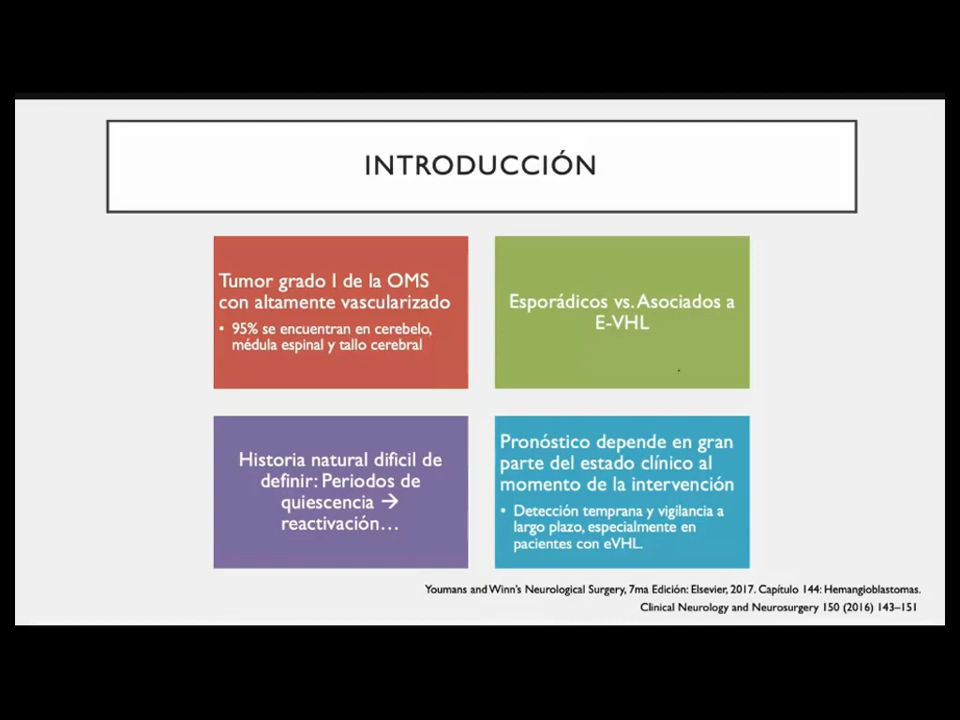 INTRODUCCIÓN
Tumor grado I de la OMS
con altamente vascularizado
• 95% se encuentran en cerebelo,
médula espinal y tallo cerebral
Esporádicos vs. Asociados a
E-VHL
Historia natural dificil de
definir: Periodos de
quiescencia →
reactivación…
Pronóstico depende en gran
parte del estado clínico al
momento de la intervención
• Detección temprana y vigilancia a
largo plazo, especialmente en
pacientes con eVHL.
Youmans and Winn's Neurological Surgery, 7ma Edición: Elsevier, 2017. Capítulo 144: Hemangioblastomas.
Clinical Neurology and Neurosurgery 150 (2016) 143–151